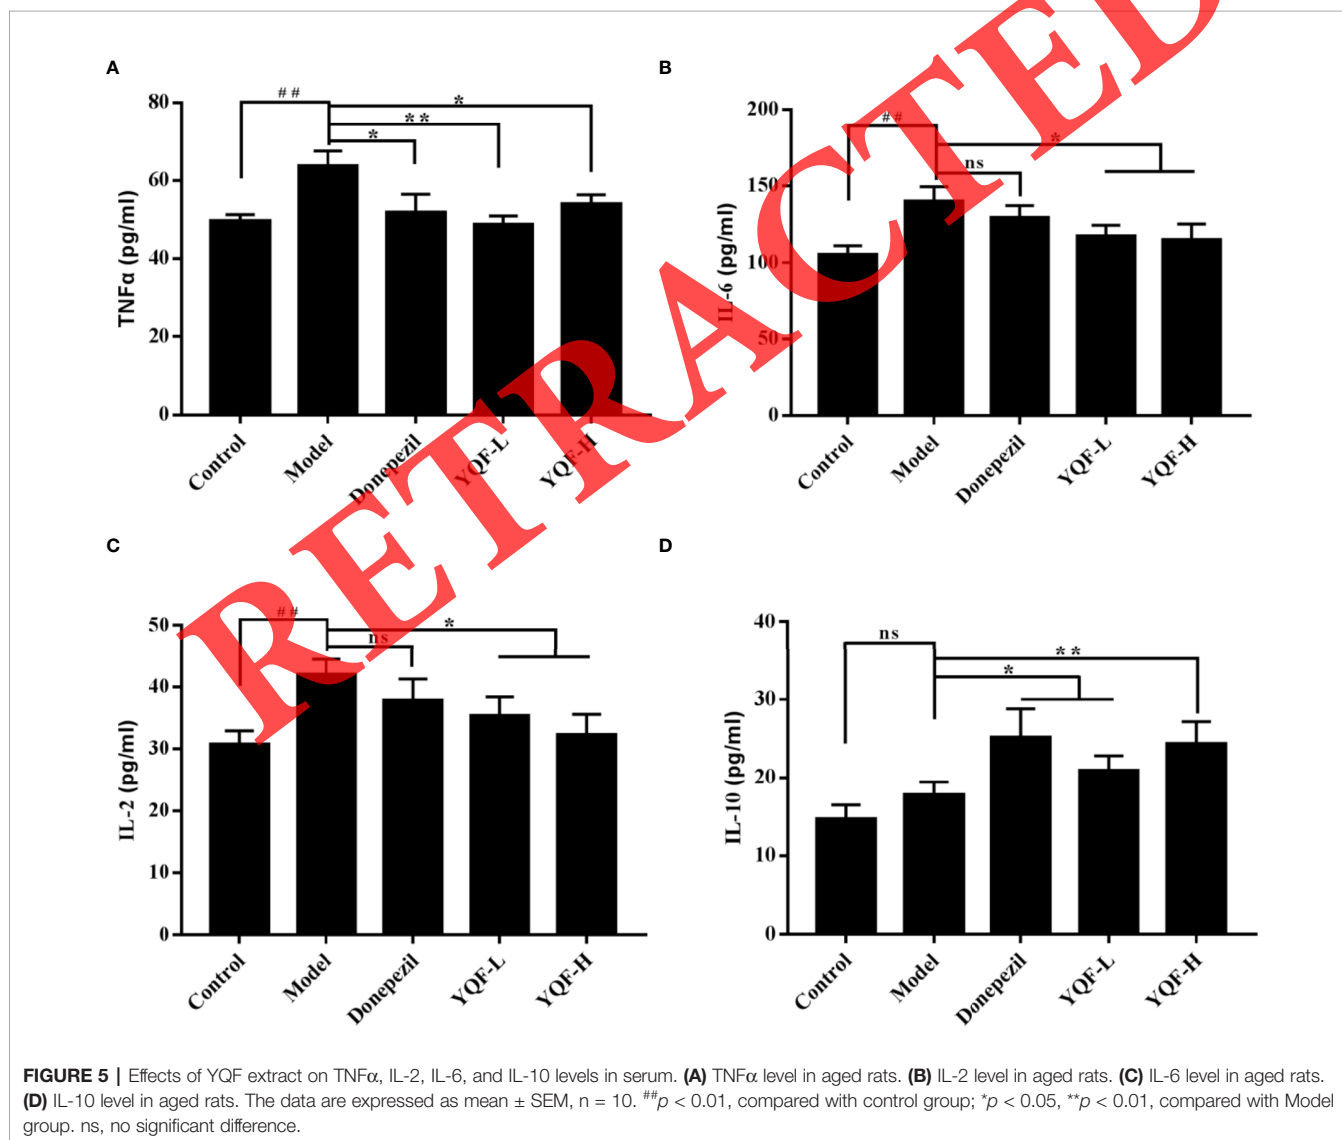 RETRACTED
A
## * ** *
TNFα (pg/ml)
80
60
40
20
0
Control Model Donepezil YQF-L YQF-H
B
## * ns
IL-6 (pg/ml)
200
150
100
50
0
Control Model Donepezil YQF-L YQF-H
C
## * ns
IL-2 (pg/ml)
50
40
30
20
10
0
Control Model Donepezil YQF-L YQF-H
D
ns ** *
IL-10 (pg/ml)
40
30
20
10
0
Control Model Donepezil YQF-L YQF-H
FIGURE 5 | Effects of YQF extract on TNFα, IL-2, IL-6, and IL-10 levels in serum. (A) TNFα level in aged rats. (B) IL-2 level in aged rats. (C) IL-6 level in aged rats.
(D) IL-10 level in aged rats. The data are expressed as mean ± SEM, n = 10. ##p < 0.01, compared with control group; *p < 0.05, **p < 0.01, compared with Model
group. ns, no significant difference.